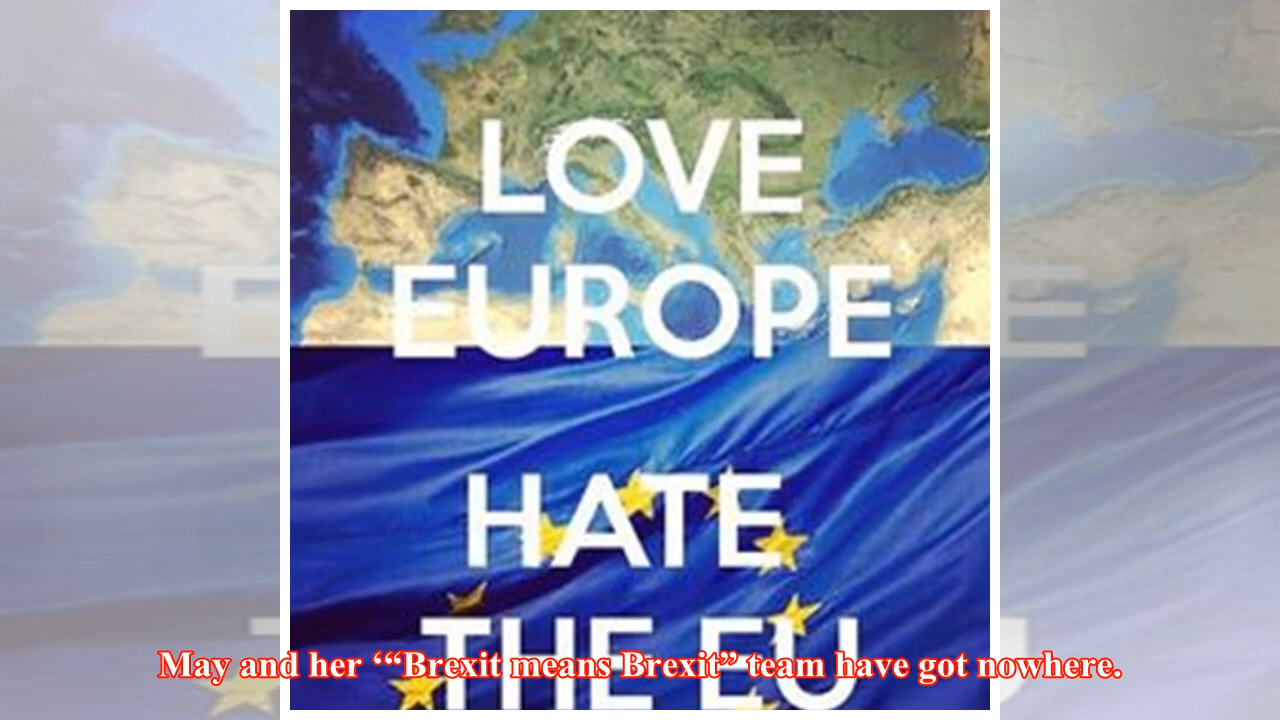 LOVE
EUROPE
HATE
THE EU
May and her ‘“Brexit means Brexit” team have got nowhere.